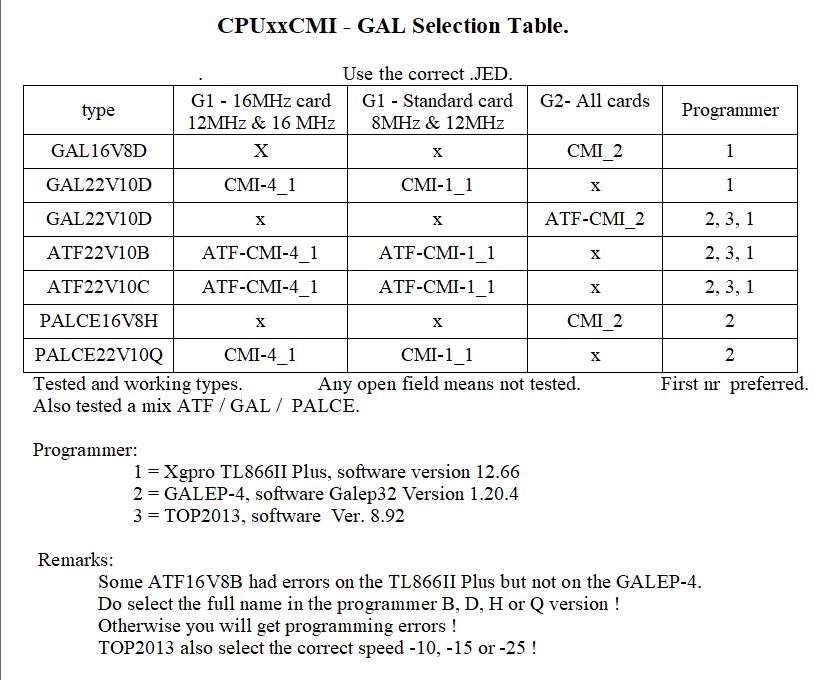 CPUxxCMI - GAL Selection Table.
. Use the correct .JED.
type G1 - 16MHz card 12MHz & 16 MHz G1 - Standard card 8MHz & 12MHz G2- All cards Programmer
GAL16V8D X x CMI_2 1
GAL22V10D CMI-4_1 CMI-1_1 x 1
GAL22V10D x x ATF-CMI_2 2, 3, 1
ATF22V10B ATF-CMI-4_1 ATF-CMI-1_1 x 2, 3, 1
ATF22V10C ATF-CMI-4_1 ATF-CMI-1_1 x 2, 3, 1
PALCE16V8H x x CMI_2 2
PALCE22V10Q CMI-4_1 CMI-1_1 x 2
Tested and working types. Any open field means not tested. First nr preferred.
Also tested a mix ATF / GAL / PALCE.
Programmer:
1 = Xgpro TL866II Plus, software version 12.66
2 = GALEP-4, software Galep32 Version 1.20.4
3 = TOP2013, software Ver. 8.92
Remarks:
Some ATF16V8B had errors on the TL866II Plus but not on the GALEP-4.
Do select the full name in the programmer B, D, H or Q version !
Otherwise you will get programming errors !
TOP2013 also select the correct speed -10, -15 or -25 !